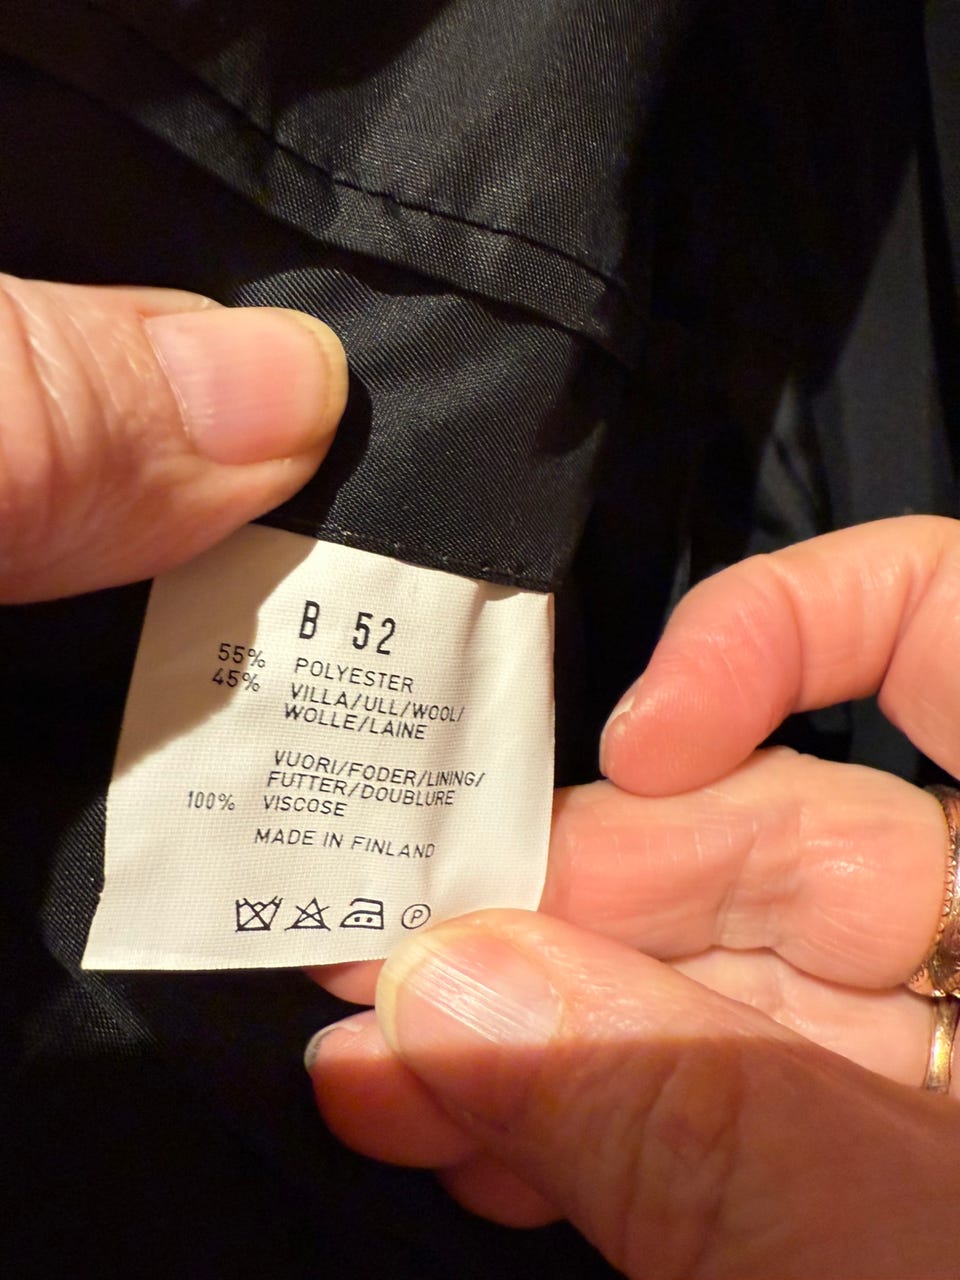 B 52
55% POLYESTER
45% VILLA/ULL/WOOL/
WOLLE/LAINE
VUORI/FODER/LINING/
FUTTER/DOUBLURE
100% VISCOSE
MADE IN FINLAND
P